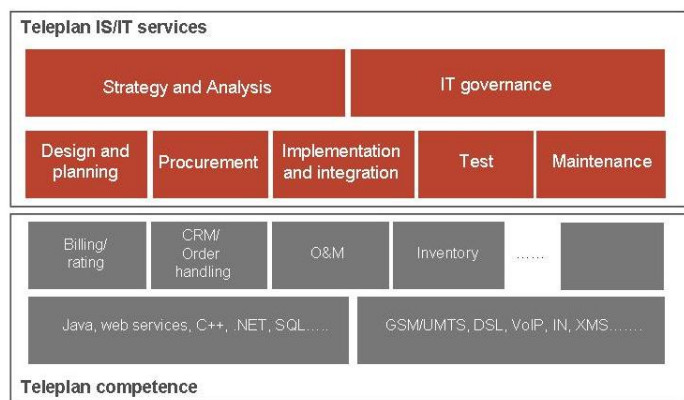 Teleplan IS/IT services
Strategy and Analysis
IT governance
Design and
planning
Procurement
Implementation
and integration
Test
Maintenance
Billing/
rating
CRM/
Order
handling
O&M
Inventory
……
Java, web services, C++, .NET, SQL…..
GSM/UMTS, DSL, VoIP, IN, XMS…….
Teleplan competence